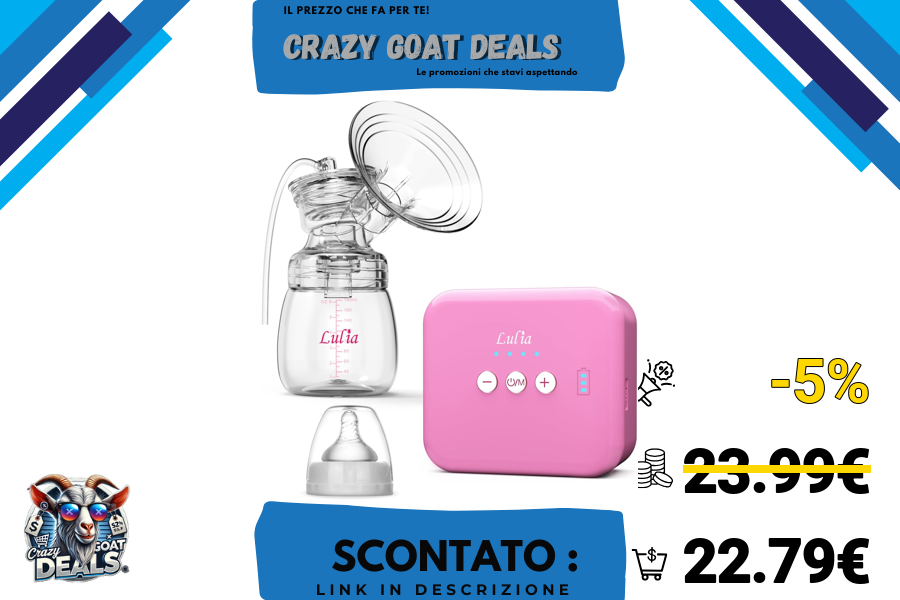 IL PREZZO CHE FA PER TE!
CRAZY GOAT DEALS
Le promozioni che stavi aspettando
Lulia
Lulia
M
-5%
23.99€
22.79€
SCONTATO :
LINK IN DESCRIZIONE
Crazy
GOAT
DEALS